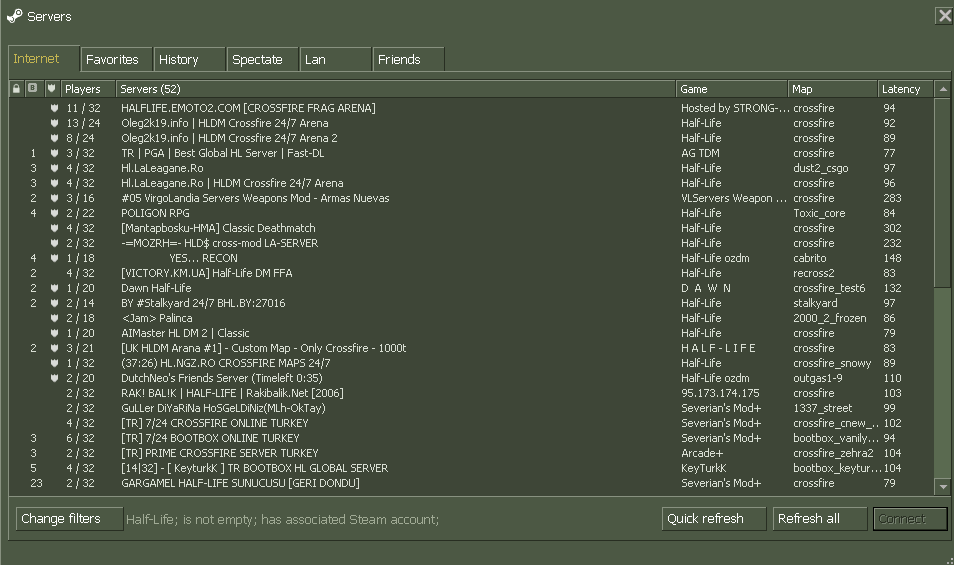 Servers
Internet Favorites History Spectate Lan Friends
B Players Servers (52) Game Map Latency
11 / 32 HALFLIFE.EMOTO2.COM [CROSSFIRE FRAG ARENA] Hosted by STRONG-... crossfire 94
13 / 24 Oleg2k19.info | HLDM Crossfire 24/7 Arena Half-Life crossfire 92
8 / 24 Oleg2k19.info | HLDM Crossfire 24/7 Arena 2 Half-Life crossfire 89
1 3 / 32 TR | PGA | Best Global HL Server | Fast-DL AG TDM crossfire 77
3 4 / 32 Hl.LaLeagane.Ro Half-Life dust2_csgo 97
3 4 / 32 Hl.LaLeagane.Ro | HLDM Crossfire 24/7 Arena Half-Life crossfire 96
2 3 / 16 #05 VirgoLandia Servers Weapons Mod - Armas Nuevas VLServers Weapon ... crossfire 283
4 2 / 22 POLIGON RPG Half-Life Toxic_core 84
4 / 32 [Mantapbosku-HMA] Classic Deathmatch Half-Life crossfire 302
2 / 32 -=MOZRH=- HLD$ cross-mod LA-SERVER Half-Life crossfire 232
4 1 / 18 YES... RECON Half-Life ozdm cabrito 148
2 4 / 32 [VICTORY.KM.UA] Half-Life DM FFA Half-Life recross2 83
2 1 / 20 Dawn Half-Life D A W N crossfire_test6 132
2 2 / 14 BY #Stalkyard 24/7 BHL.BY:27016 Half-Life stalkyard 97
2 / 18 <Jam> Palinca Half-Life 2000_2_frozen 86
1 / 20 AIMaster HL DM 2 | Classic Half-Life crossfire 79
2 3 / 21 [UK HLDM Arana #1] - Custom Map - Only Crossfire - 1000t H A L F - L I F E crossfire 83
1 / 32 (37:26) HL.NGZ.RO CROSSFIRE MAPS 24/7 Half-Life crossfire_snowy 89
2 / 20 DutchNeo's Friends Server (Timeleft 0:35) Half-Life ozdm outgas1-9 110
2 / 32 RAK! BAL!K | HALF-LIFE | Rakibalik.Net [2006] 95.173.174.175 crossfire 103
2 / 32 GuLLer DiYaRiNa HoSGeLDiNiz(MLh-OkTay) Severian's Mod+ 1337_street 99
4 / 32 [TR] 7/24 CROSSFIRE ONLINE TURKEY Severian's Mod+ crossfire_cnew_... 102
3 6 / 32 [TR] 7/24 BOOTBOX ONLINE TURKEY Severian's Mod+ bootbox_vanily... 94
3 2 / 32 [TR] PRIME CROSSFIRE SERVER TURKEY Arcade+ crossfire_zehra2 104
5 4 / 32 [14|32] - [ KeyturkK ] TR BOOTBOX HL GLOBAL SERVER KeyTurkK bootbox_keytur... 104
23 2 / 32 GARGAMEL HALF-LIFE SUNUCUSU [GERI DONDU] Severian's Mod+ crossfire 79
Change filters Half-Life; is not empty; has associated Steam account; Quick refresh Refresh all Connect